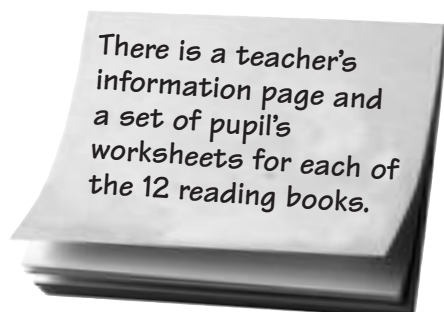 There is a teacher's
information page and
a set of pupil's
worksheets for each of
the 12 reading books.